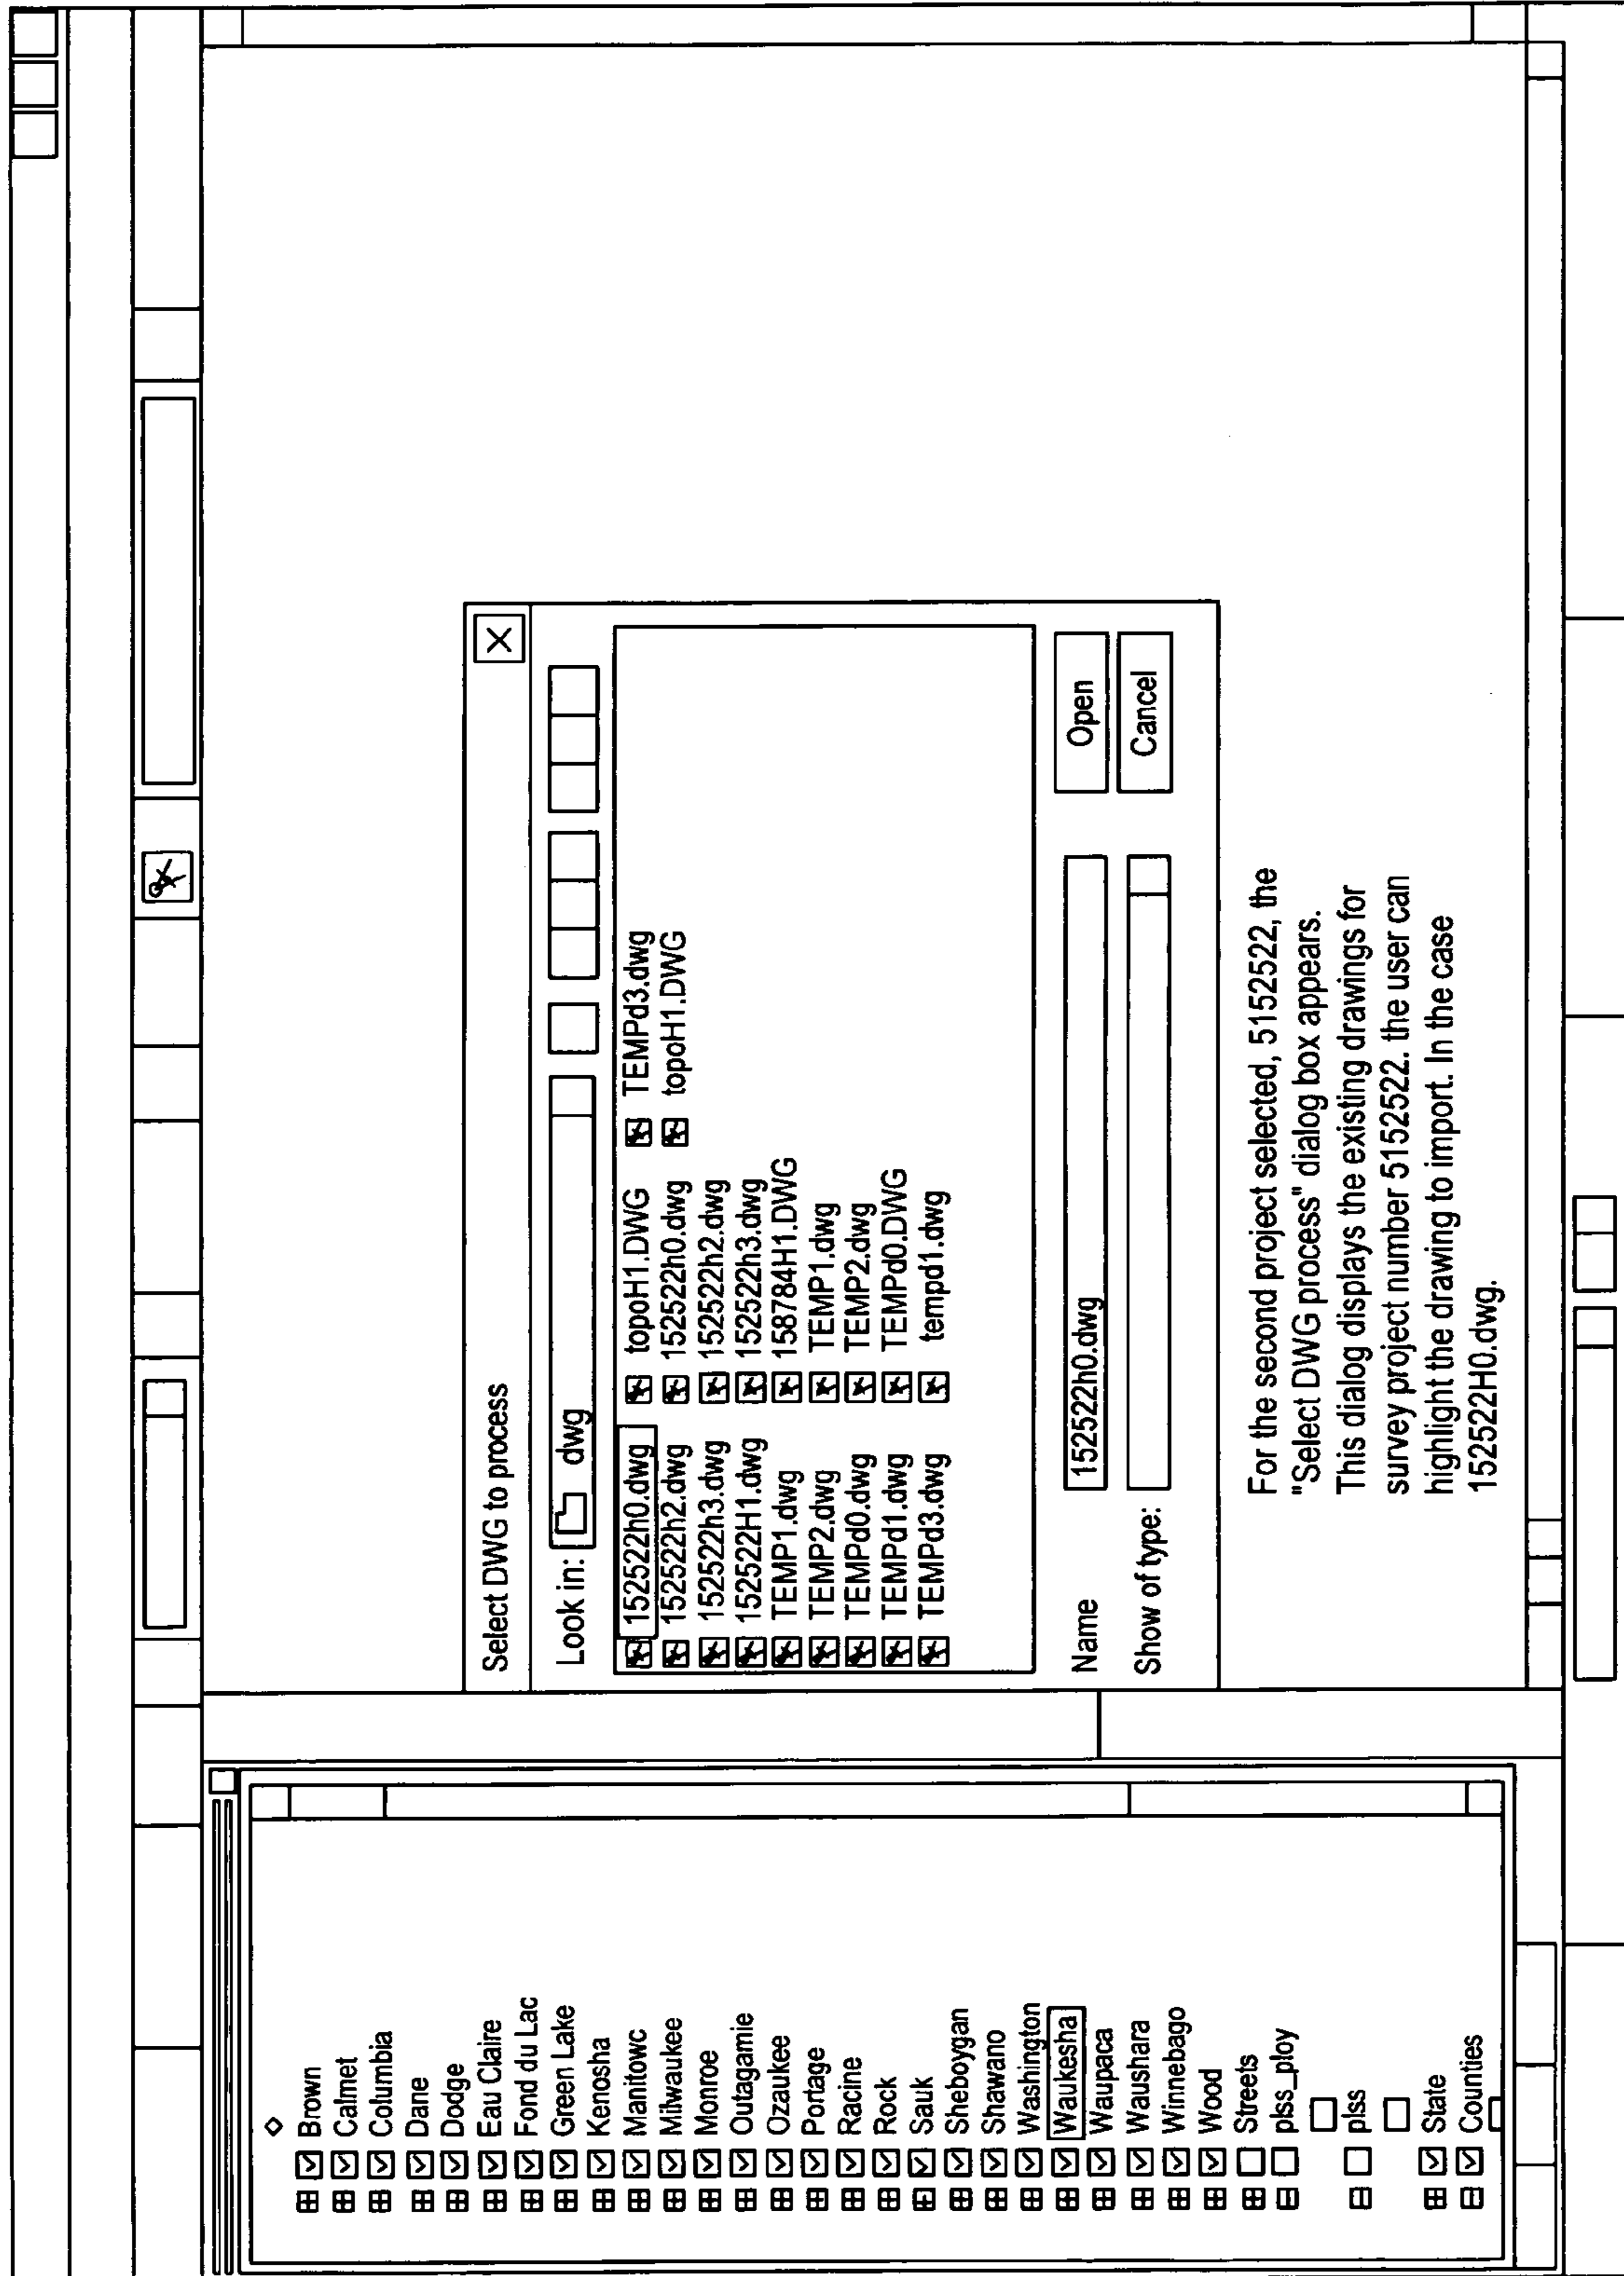 Brown
Calmet
Columbia
Dane
Dodge
Eau Claire
Fond du Lac
Green Lake
Kenosha
Manitowc
Milwaukee
Monroe
Outagamie
Ozaukee
Portage
Racine
Rock
Sauk
Sheboygan
Shawano
Washington
Waukesha
Waupaca
Waushara
Winnebago
Wood
Streets
plss_ploy
plss
State
Counties
Select DWG to process
Look in: dwg
152522h0.dwg topoH1.DWG TEMPd3.dwg
152522h2.dwg 152522h0.dwg topoH1.DWG
152522h3.dwg 152522h2.dwg
152522H1.dwg 152522h3.dwg
TEMP1.dwg 158784H1.DWG
TEMP2.dwg TEMP1.dwg
TEMPd0.dwg TEMP2.dwg
TEMPd1.dwg TEMPd0.DWG
TEMPd3.dwg tempd1.dwg
Name 152522h0.dwg Open
Show of type: Cancel
For the second project selected, 5152522, the
"Select DWG process" dialog box appears.
This dialog displays the existing drawings for
survey project number 5152522. the user can
highlight the drawing to import. In the case
152522H0.dwg.